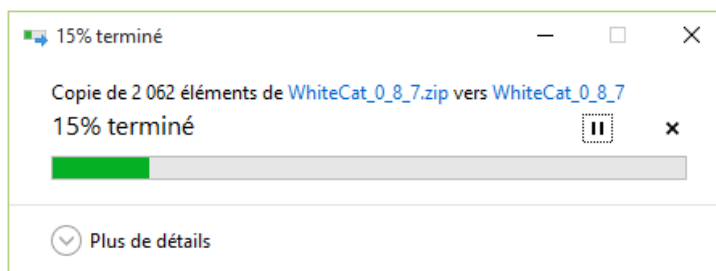 15% terminé
Copie de 2 062 éléments de WhiteCat_0_8_7.zip vers WhiteCat_0_8_7
15% terminé
Plus de détails